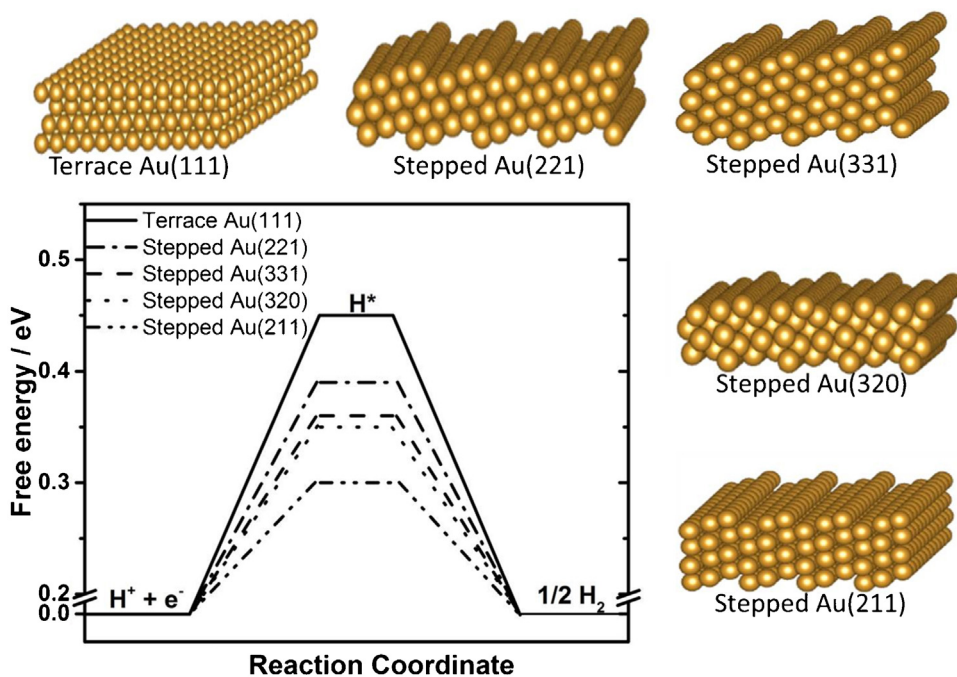 Terrace Au(111)
Stepped Au(221)
Stepped Au(331)
Terrace Au(111)
Stepped Au(221)
Stepped Au(331)
Stepped Au(320)
Stepped Au(211)
0.5
0.4
0.3
0.2
0.0
Free energy / eV
H*
H⁺ + e⁻
1/2 H₂
Reaction Coordinate
Stepped Au(320)
Stepped Au(211)